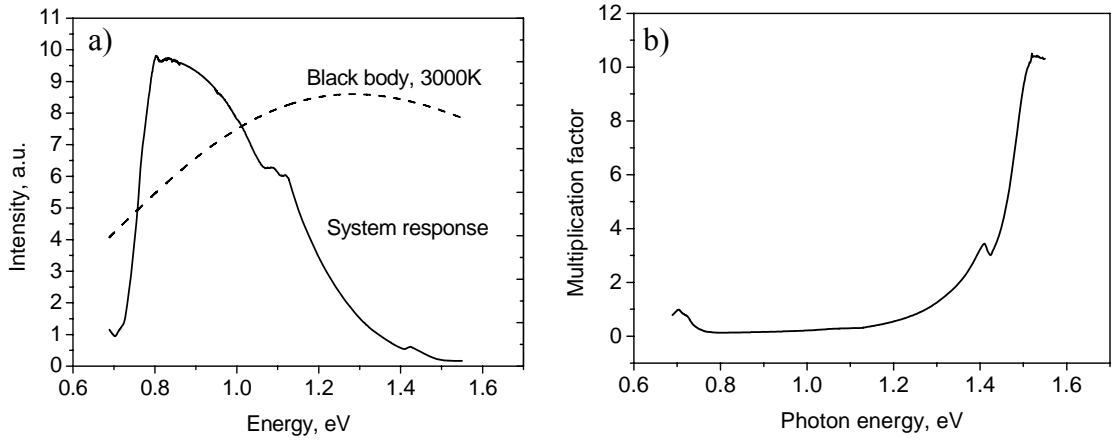 a)
Intensity, a.u.
11
10
9
8
7
6
5
4
3
2
1
0
Black body, 3000K
System response
0.6 0.8 1.0 1.2 1.4 1.6
Energy, eV
b)
Multiplication factor
12
10
8
6
4
2
0
0.6 0.8 1.0 1.2 1.4 1.6
Photon energy, eV